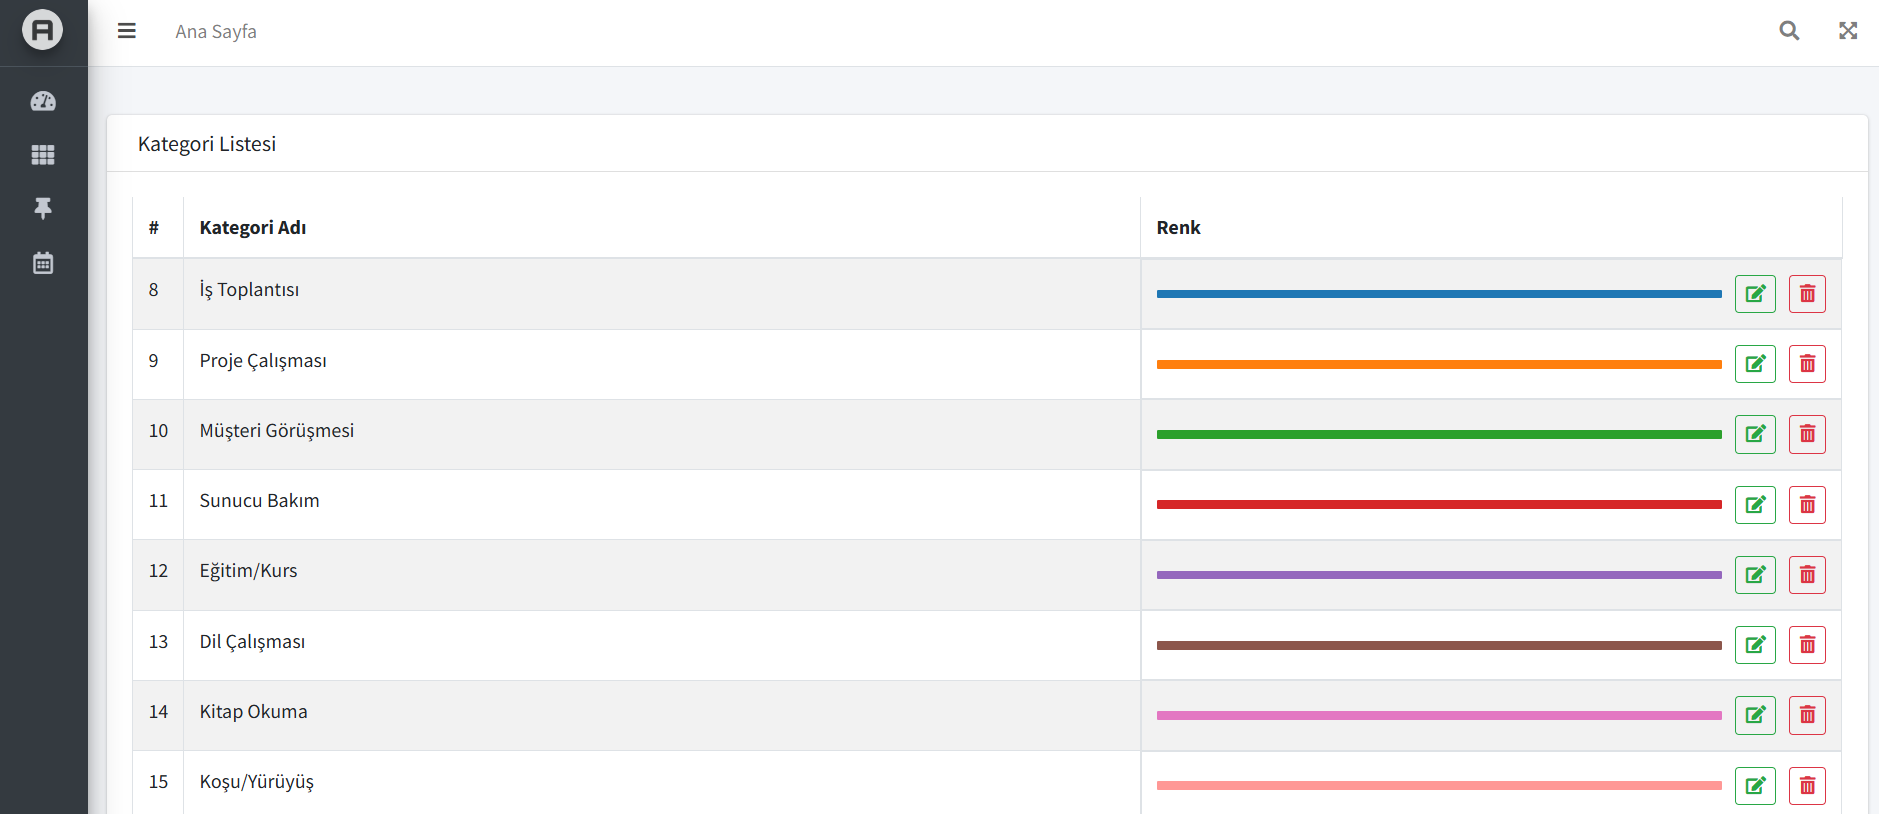 A
Ana Sayfa
Kategori Listesi
# Kategori Adı Renk
8 İş Toplantısı
9 Proje Çalışması
10 Müşteri Görüşmesi
11 Sunucu Bakım
12 Eğitim/Kurs
13 Dil Çalışması
14 Kitap Okuma
15 Koşu/Yürüyüş